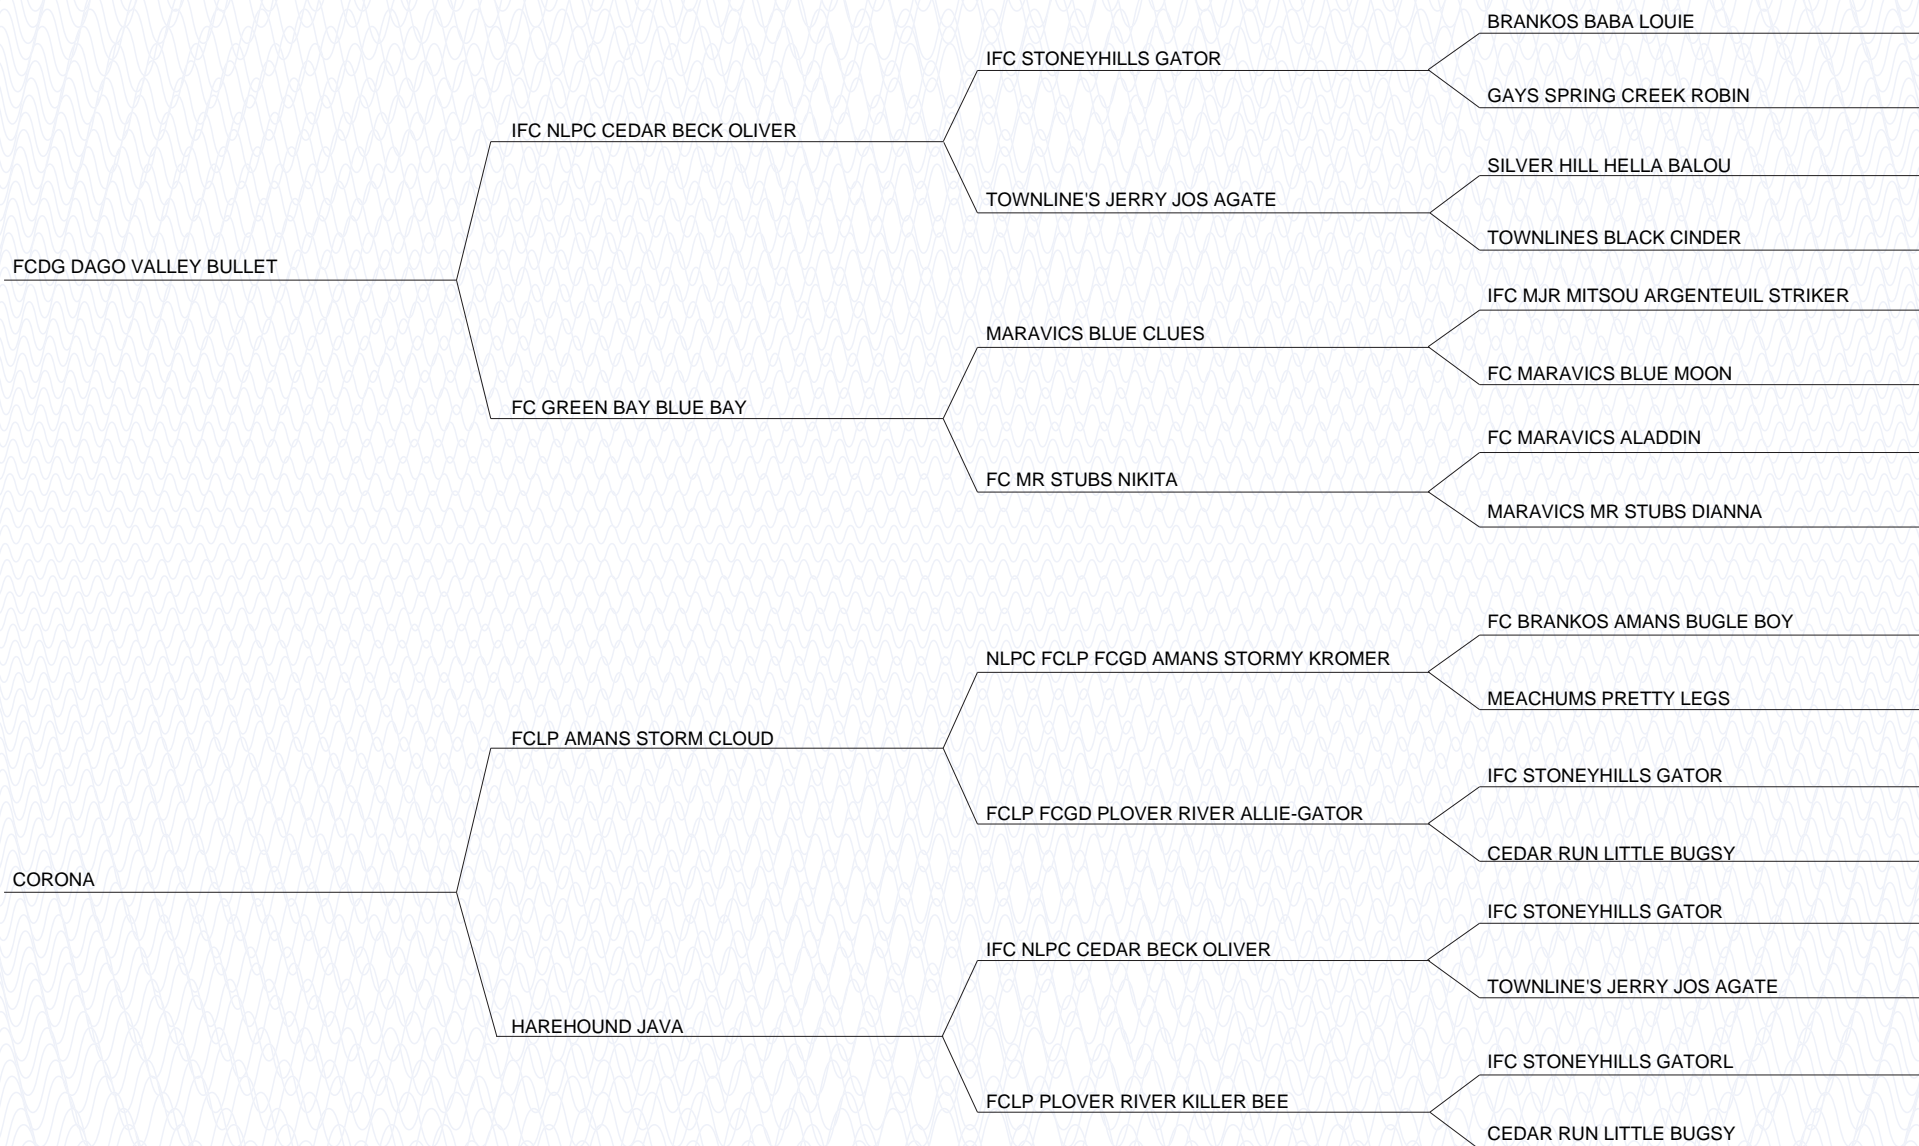 BRANKOS BABA LOUIE
IFC STONEYHILLS GATOR
GAYS SPRING CREEK ROBIN
IFC NLPC CEDAR BECK OLIVER
SILVER HILL HELLA BALOU
TOWNLINE'S JERRY JOS AGATE
TOWNLINES BLACK CINDER
FCDG DAGO VALLEY BULLET
IFC MJR MITSOU ARGENTEUIL STRIKER
MARAVICS BLUE CLUES
FC MARAVICS BLUE MOON
FC GREEN BAY BLUE BAY
FC MARAVICS ALADDIN
FC MR STUBS NIKITA
MARAVICS MR STUBS DIANNA
FC BRANKOS AMANS BUGLE BOY
NLPC FCLP FCGD AMANS STORMY KROMER
MEACHUMS PRETTY LEGS
FCLP AMANS STORM CLOUD
IFC STONEYHILLS GATOR
FCLP FCGD PLOVER RIVER ALLIE-GATOR
CEDAR RUN LITTLE BUGSY
CORONA
IFC STONEYHILLS GATOR
IFC NLPC CEDAR BECK OLIVER
TOWNLINE'S JERRY JOS AGATE
HAREHOUND JAVA
IFC STONEYHILLS GATORL
FCLP PLOVER RIVER KILLER BEE
CEDAR RUN LITTLE BUGSY